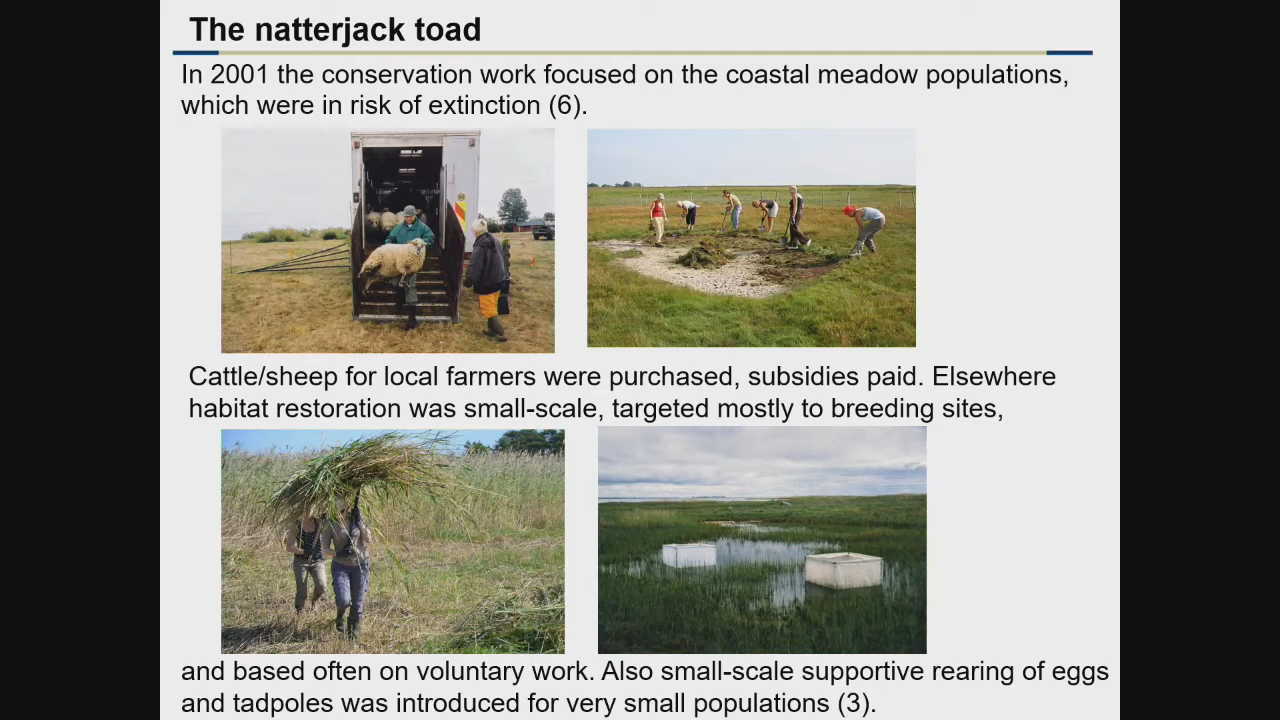 The natterjack toad
In 2001 the conservation work focused on the coastal meadow populations,
which were in risk of extinction (6).
Cattle/sheep for local farmers were purchased, subsidies paid. Elsewhere
habitat restoration was small-scale, targeted mostly to breeding sites,
and based often on voluntary work. Also small-scale supportive rearing of eggs
and tadpoles was introduced for very small populations (3).